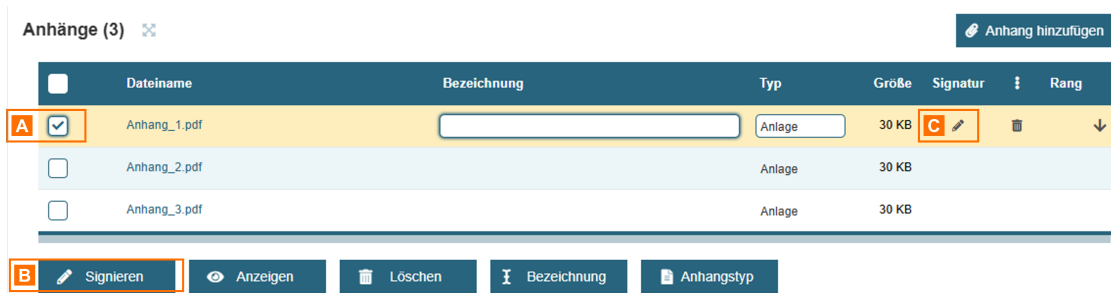 Anhänge (3)
Anhang hinzufügen
Dateiname Bezeichnung Typ Größe Signatur Rang
A Anhang_1.pdf Anlage 30 KB C
Anhang_2.pdf Anlage 30 KB
Anhang_3.pdf Anlage 30 KB
B Signieren Anzeigen Löschen Bezeichnung Anhangstyp